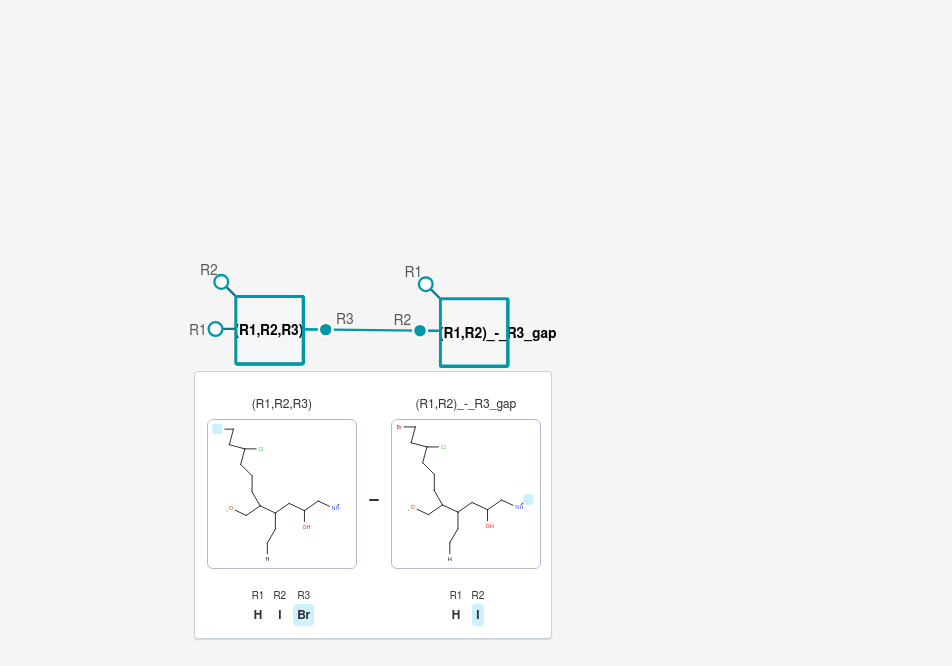 R2
R1
R1
(R1,R2,R3)
R3
R2
(R1,R2)_-_R3_gap
(R1,R2,R3)
(R1,R2)_-_R3_gap
Cl
O
OH
NH
H
–
Br
Cl
O
OH
NH
H
R1 R2 R3
H I Br
R1 R2
H I